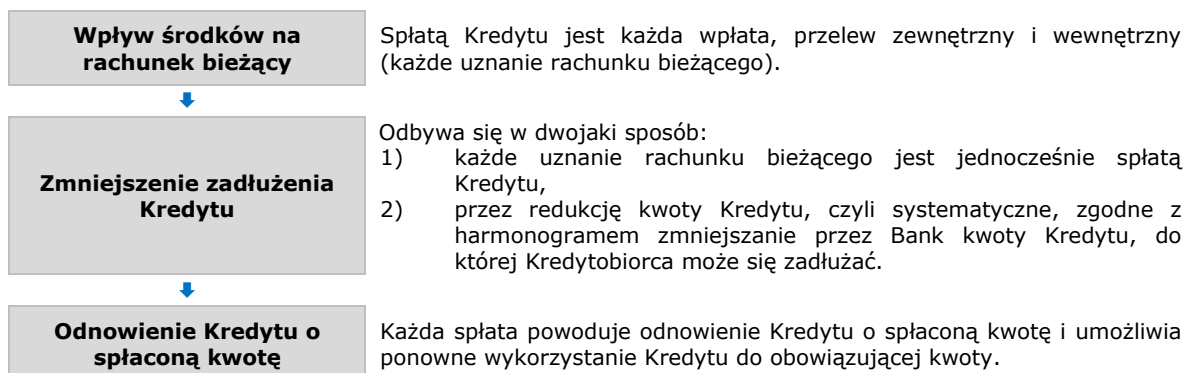 Wpływ środków na
rachunek bieżący
Spłatą Kredytu jest każda wpłata, przelew zewnętrzny i wewnętrzny
(każde uznanie rachunku bieżącego).
Zmniejszenie zadłużenia
Kredytu
Odbywa się w dwojaki sposób:
1) każde uznanie rachunku bieżącego jest jednocześnie spłatą
Kredytu,
2) przez redukcję kwoty Kredytu, czyli systematyczne, zgodne z
harmonogramem zmniejszanie przez Bank kwoty Kredytu, do
której Kredytobiorca może się zadłużać.
Odnowienie Kredytu o
spłaconą kwotę
Każda spłata powoduje odnowienie Kredytu o spłaconą kwotę i umożliwia
ponowne wykorzystanie Kredytu do obowiązującej kwoty.